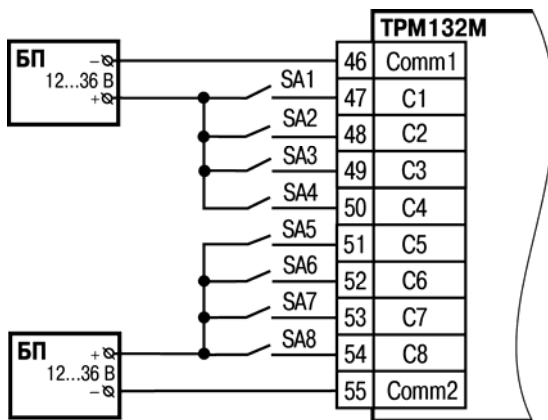 ТРМ132М
БП
12...36 В
–
+
SA1
46 Comm1
47 C1
SA2
48 C2
SA3
49 C3
SA4
50 C4
SA5
51 C5
SA6
52 C6
SA7
53 C7
SA8
54 C8
БП
12...36 В
+
–
55 Comm2